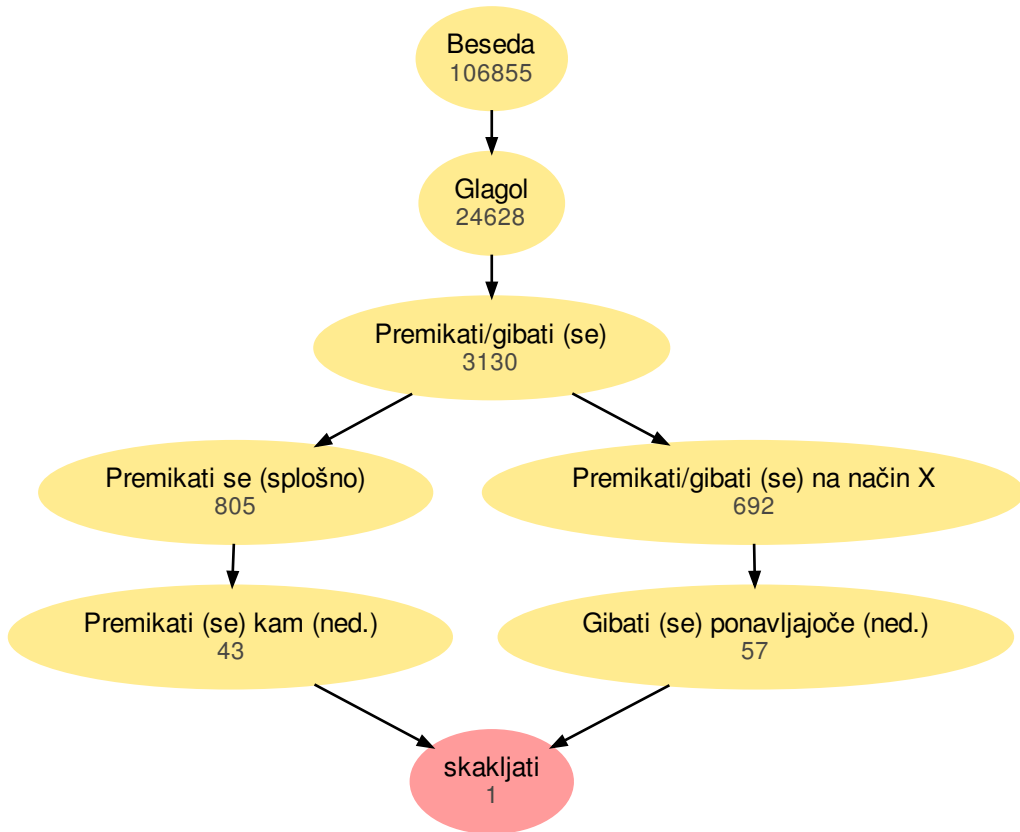 Beseda
106855
Glagol
24628
Premikati/gibati (se)
3130
Premikati se (splošno)
805
Premikati/gibati (se) na način X
692
Premikati (se) kam (ned.)
43
Gibati (se) ponavljajoče (ned.)
57
skakljati
1